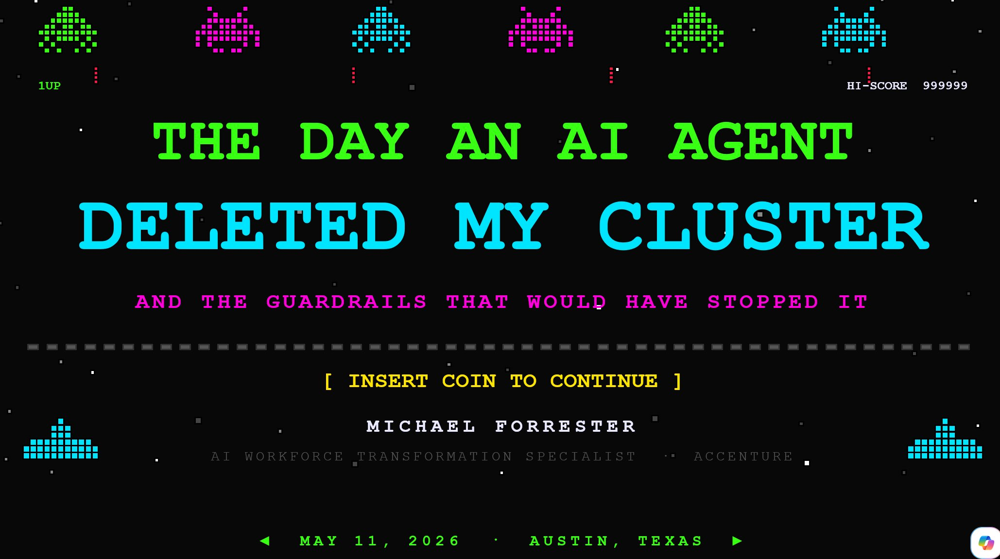 1UP
HI-SCORE 999999
THE DAY AN AI AGENT
DELETED MY CLUSTER
AND THE GUARDRAILS THAT WOULD HAVE STOPPED IT
[ INSERT COIN TO CONTINUE ]
MICHAEL FORRESTER
AI WORKFORCE TRANSFORMATION SPECIALIST · ACCENTURE
◄ MAY 11, 2026 · AUSTIN, TEXAS ►